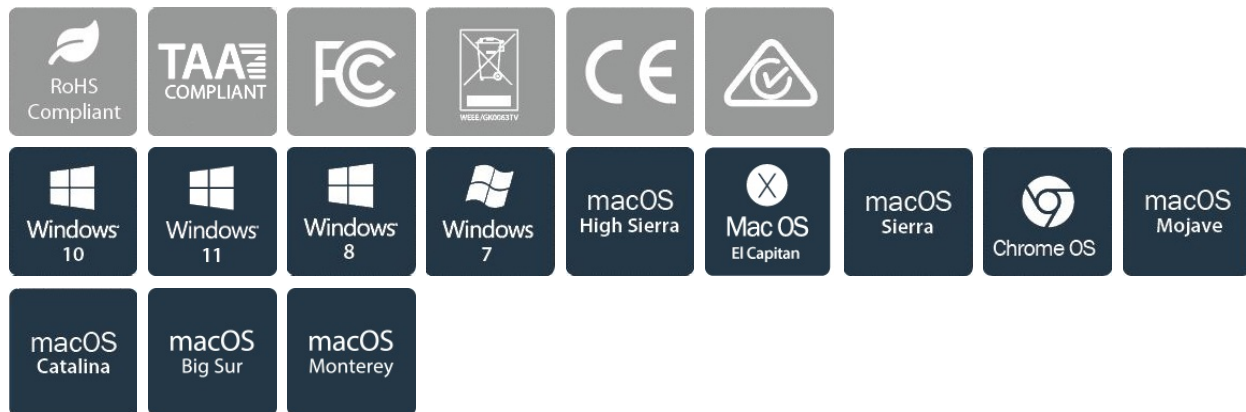 RoHS
Compliant
TAA
COMPLIANT
FC
WEEE/GK0083TV
CE
Windows
10
Windows
11
Windows
8
Windows
7
macOS
High Sierra
X
Mac OS
El Capitan
macOS
Sierra
Chrome OS
macOS
Mojave
macOS
Catalina
macOS
Big Sur
macOS
Monterey